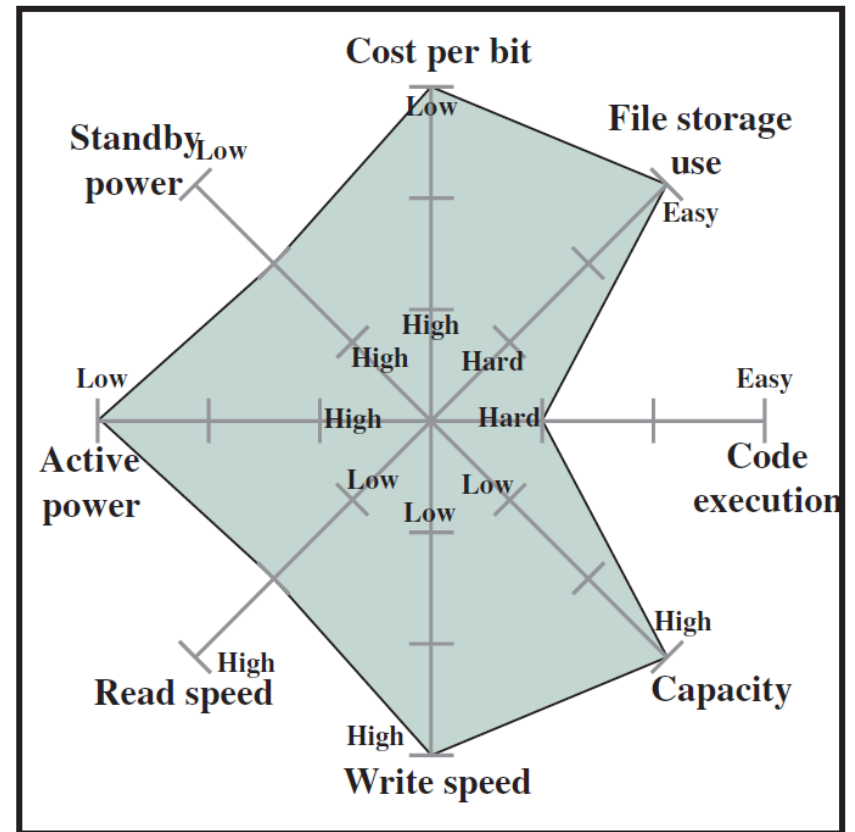 Cost per bit
Low
File storage
use
Standby
power
Low
Easy
High
High
Hard
Low
High
Hard
Easy
Active
power
Code
execution
Low
Low
Low
High
High
Read speed
Capacity
High
Write speed